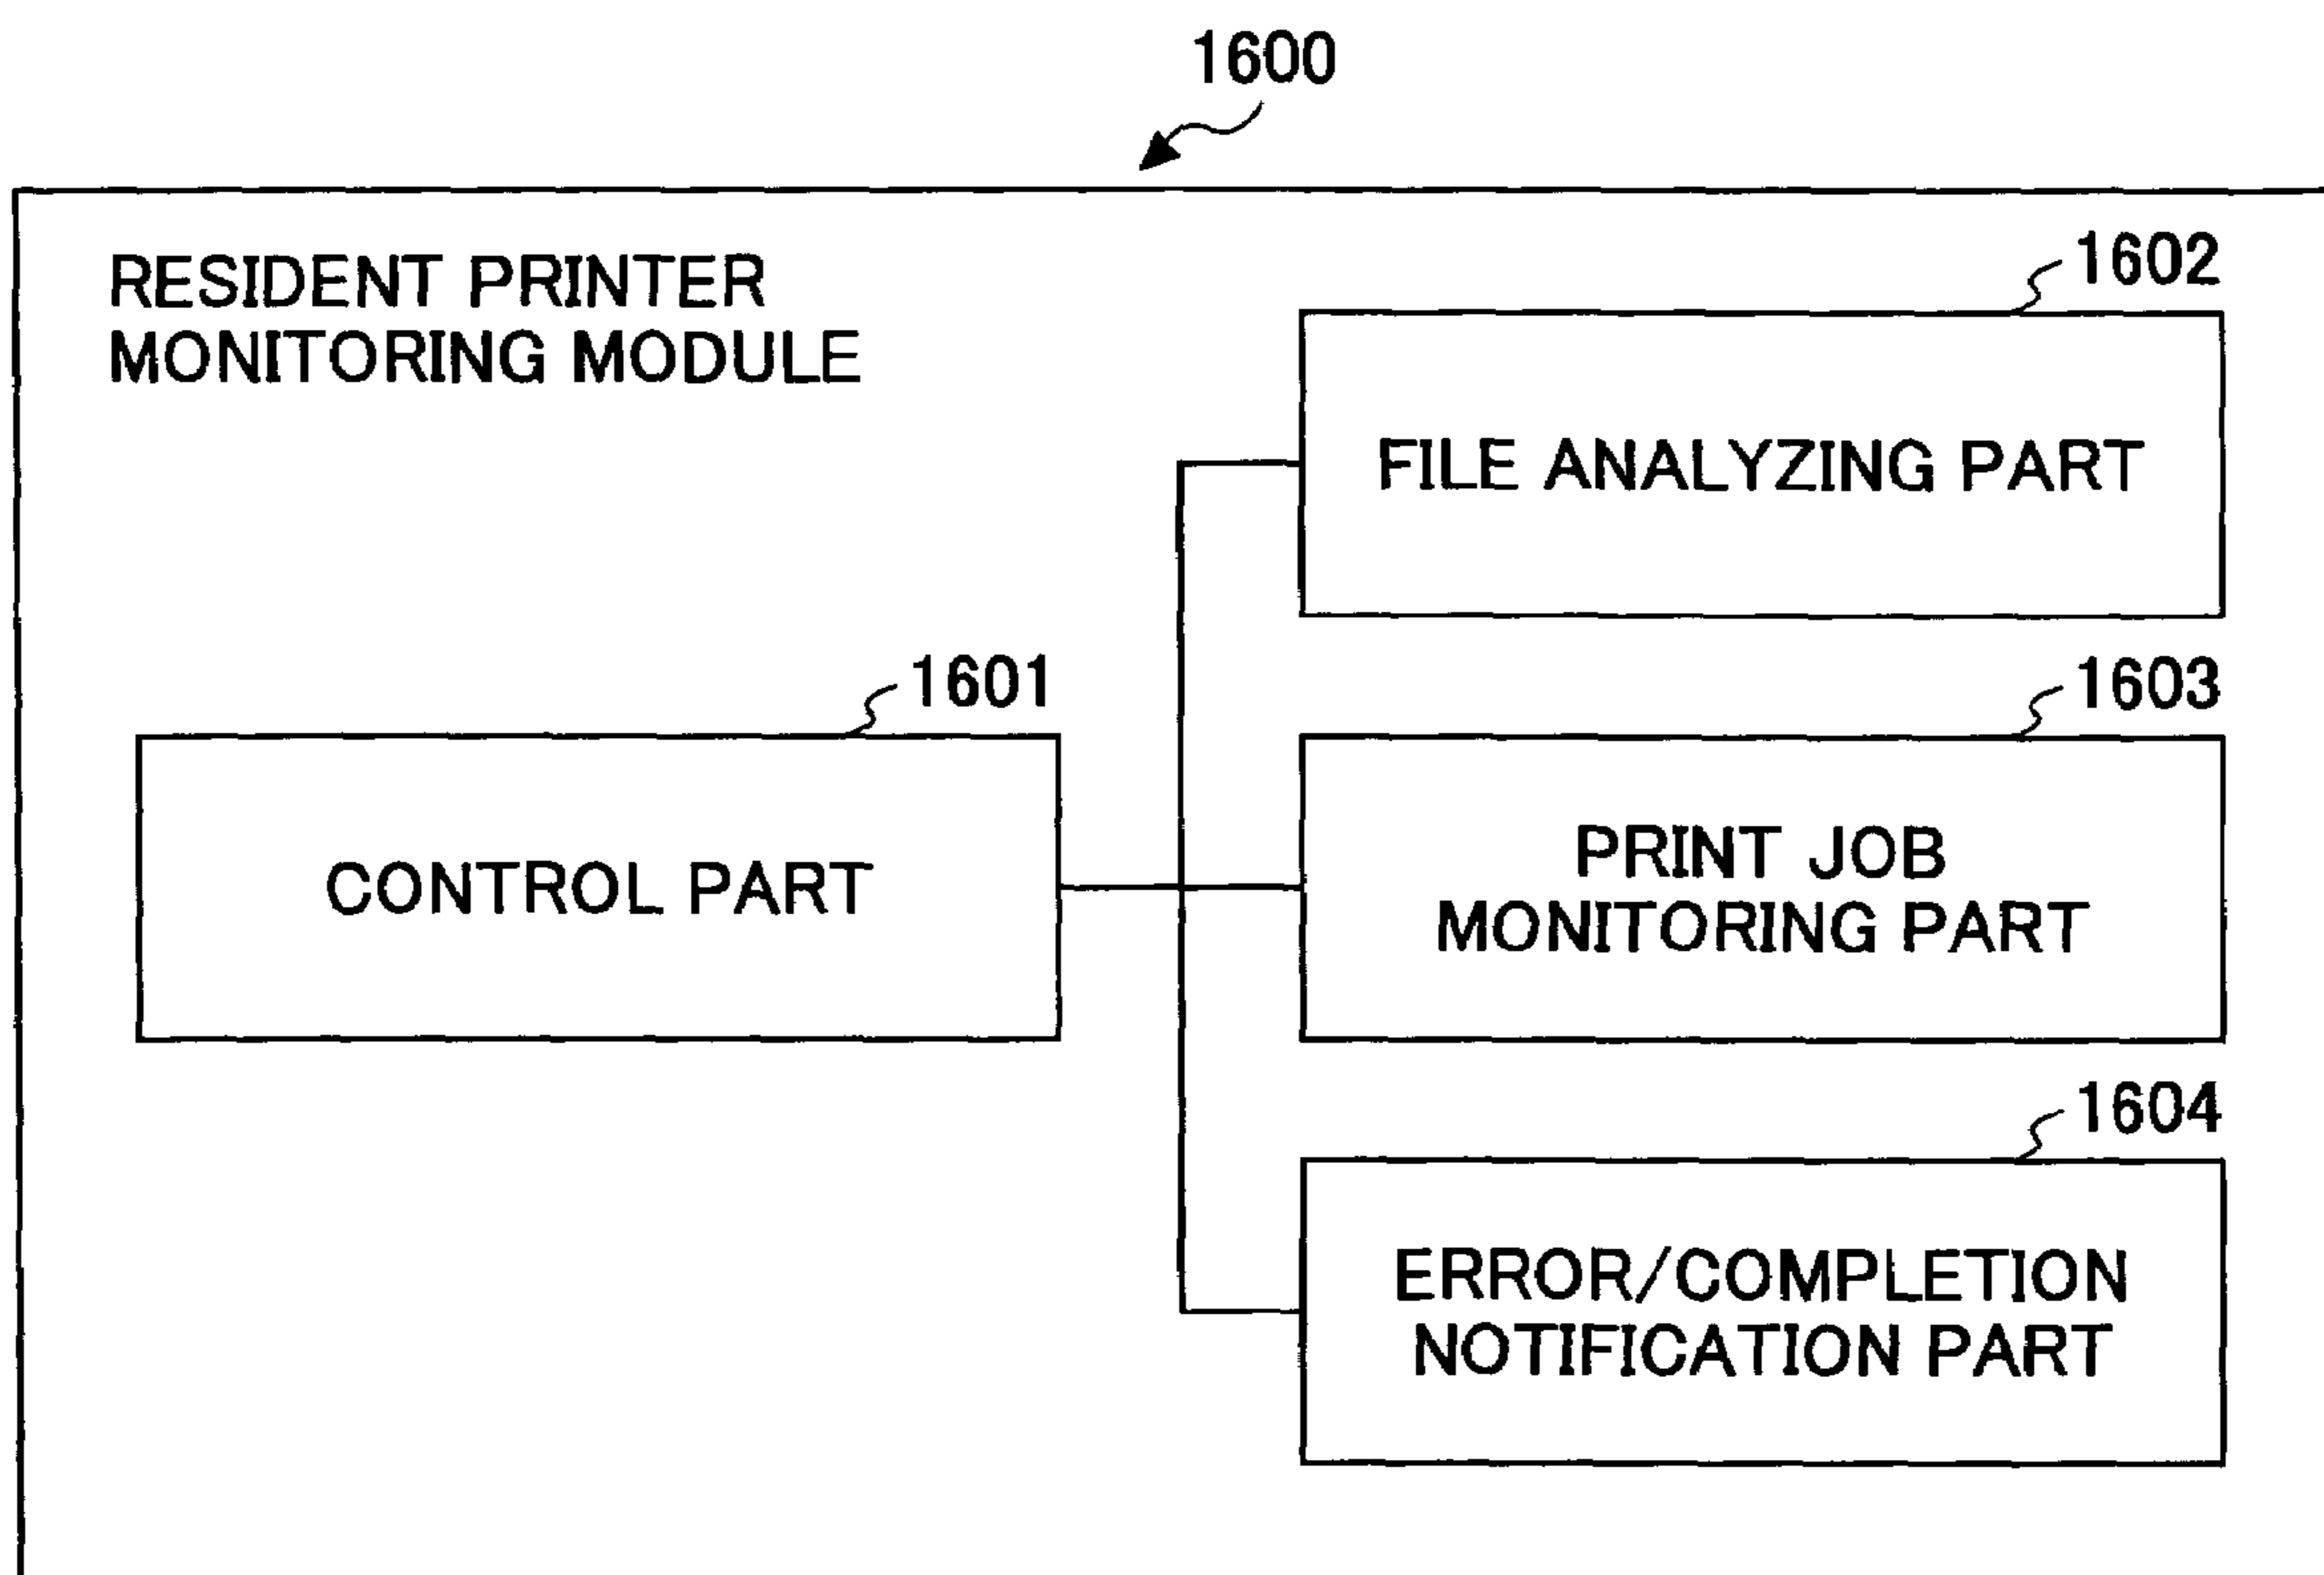 1600
RESIDENT PRINTER
MONITORING MODULE
1602
FILE ANALYZING PART
1601
CONTROL PART
1603
PRINT JOB
MONITORING PART
1604
ERROR/COMPLETION
NOTIFICATION PART